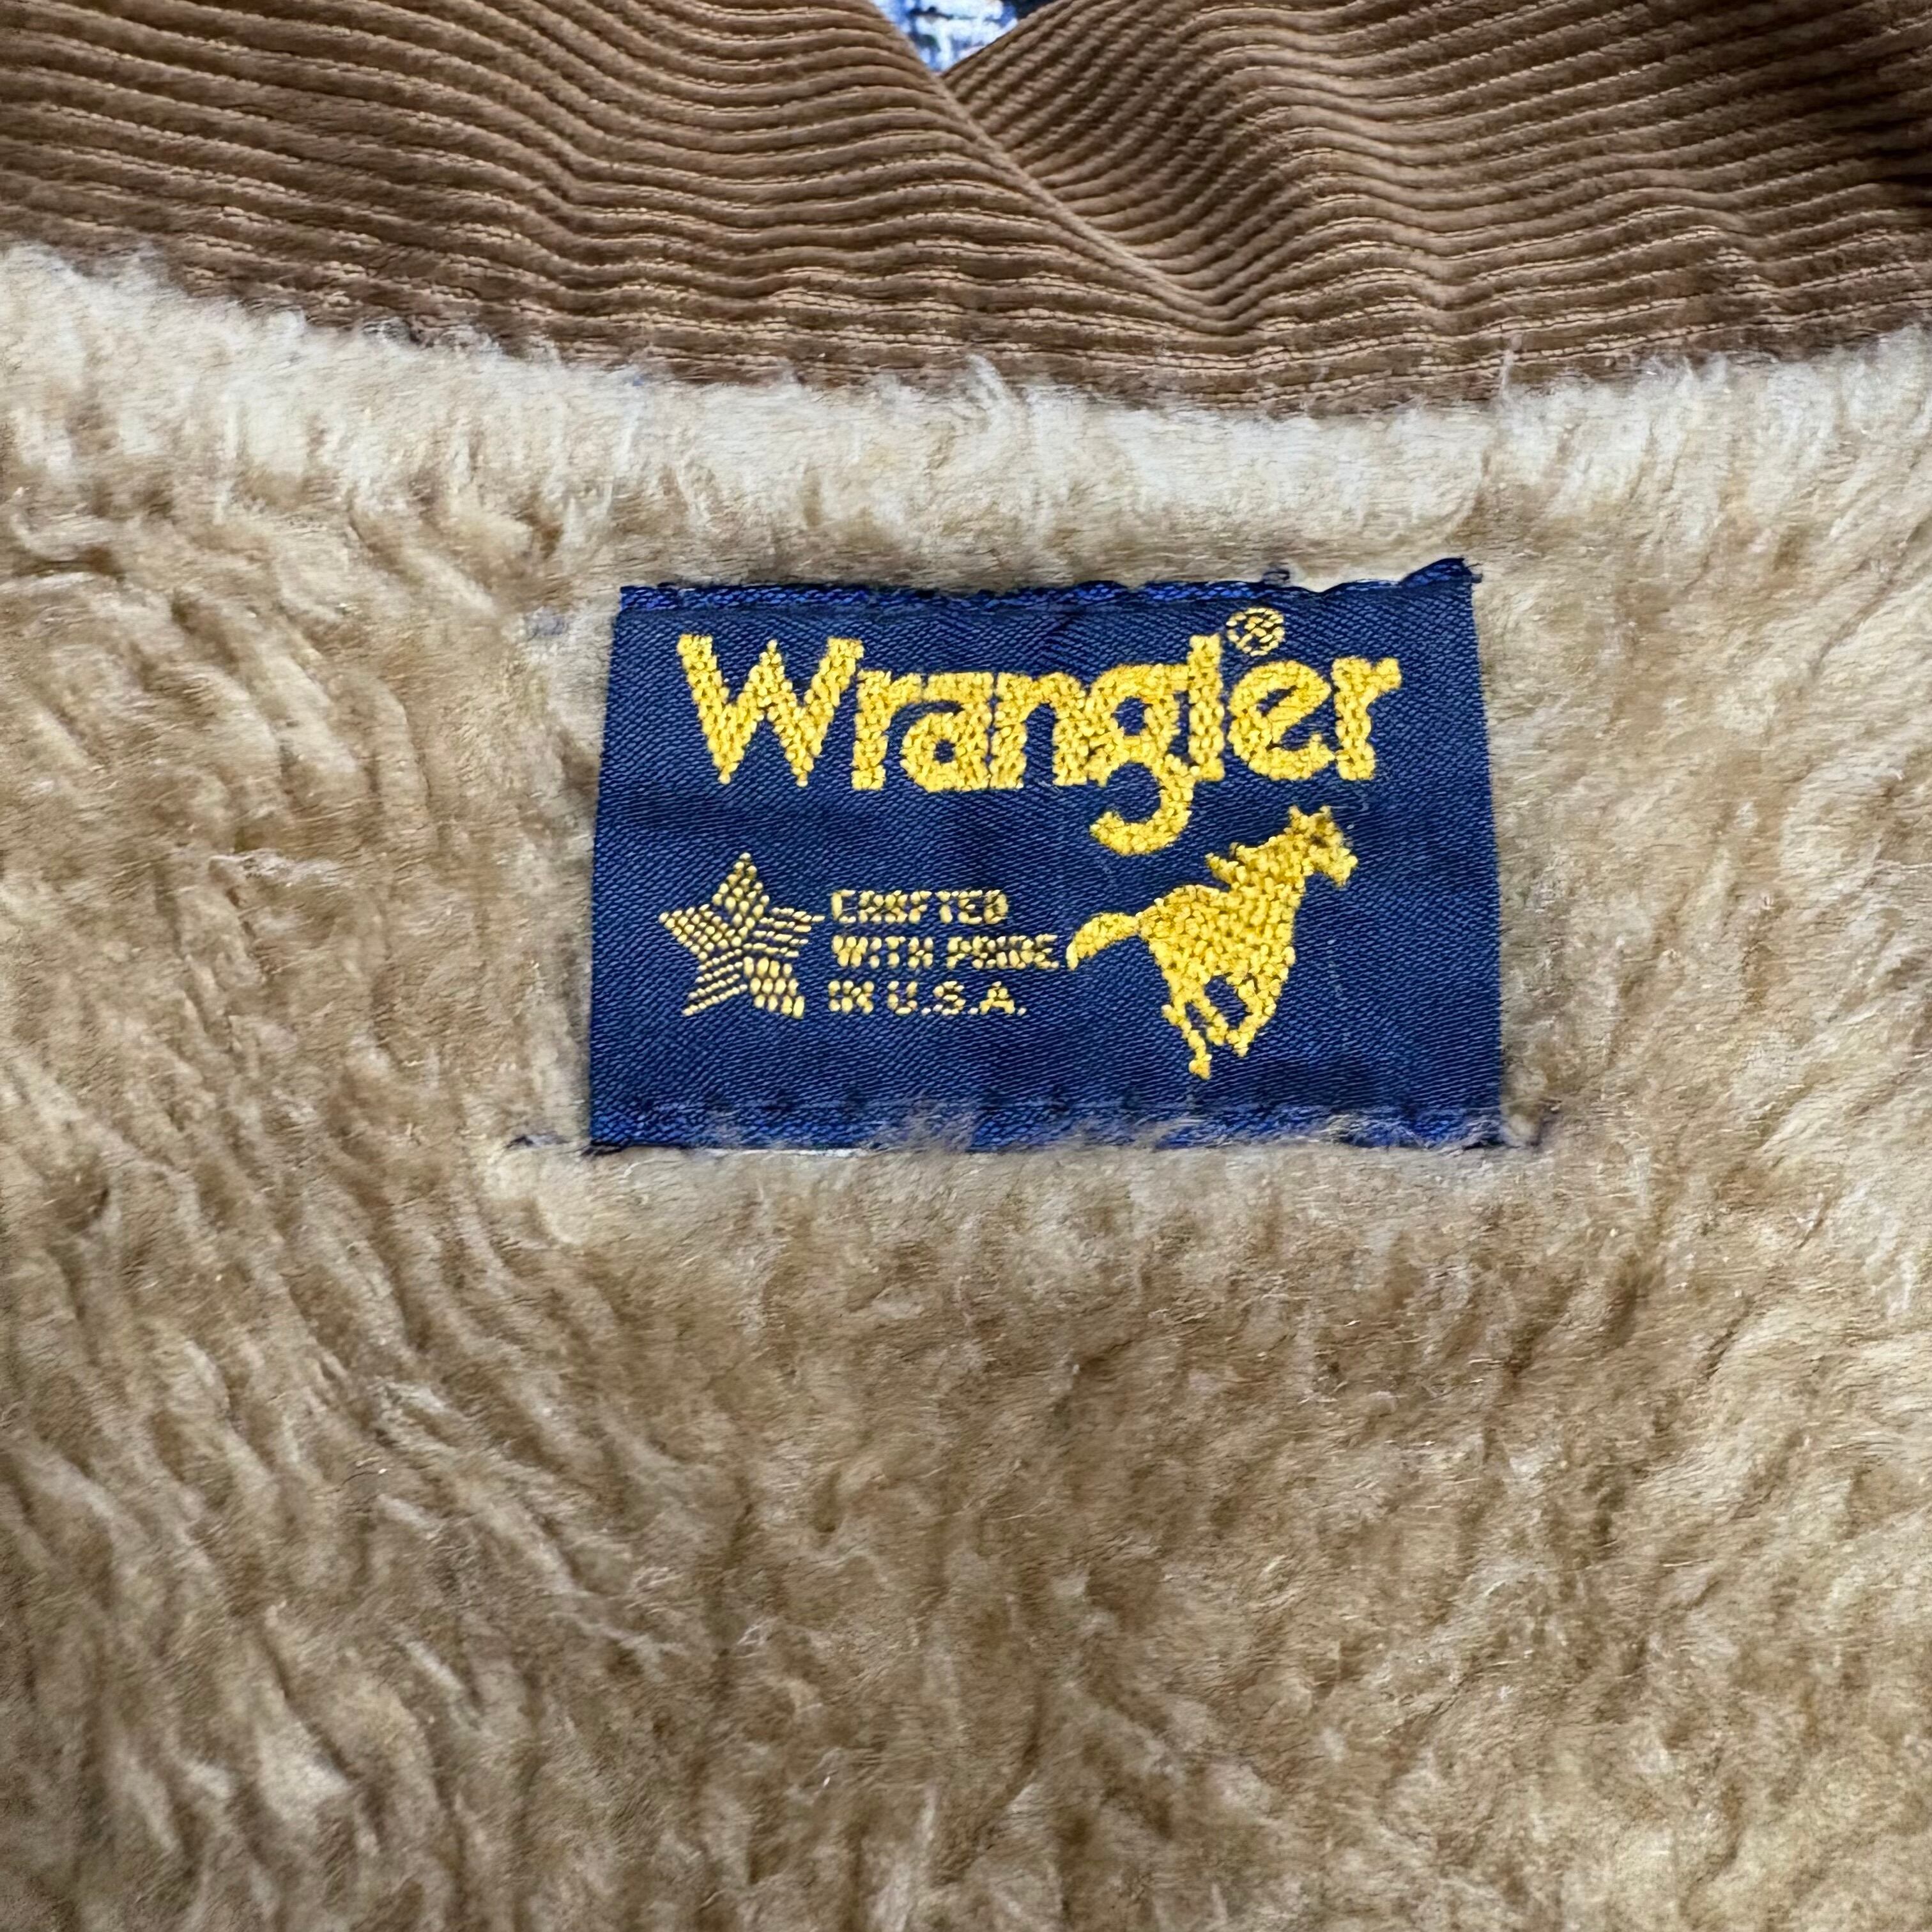 Wrangler®
CRAFTED
WITH PRIDE
IN U.S.A.